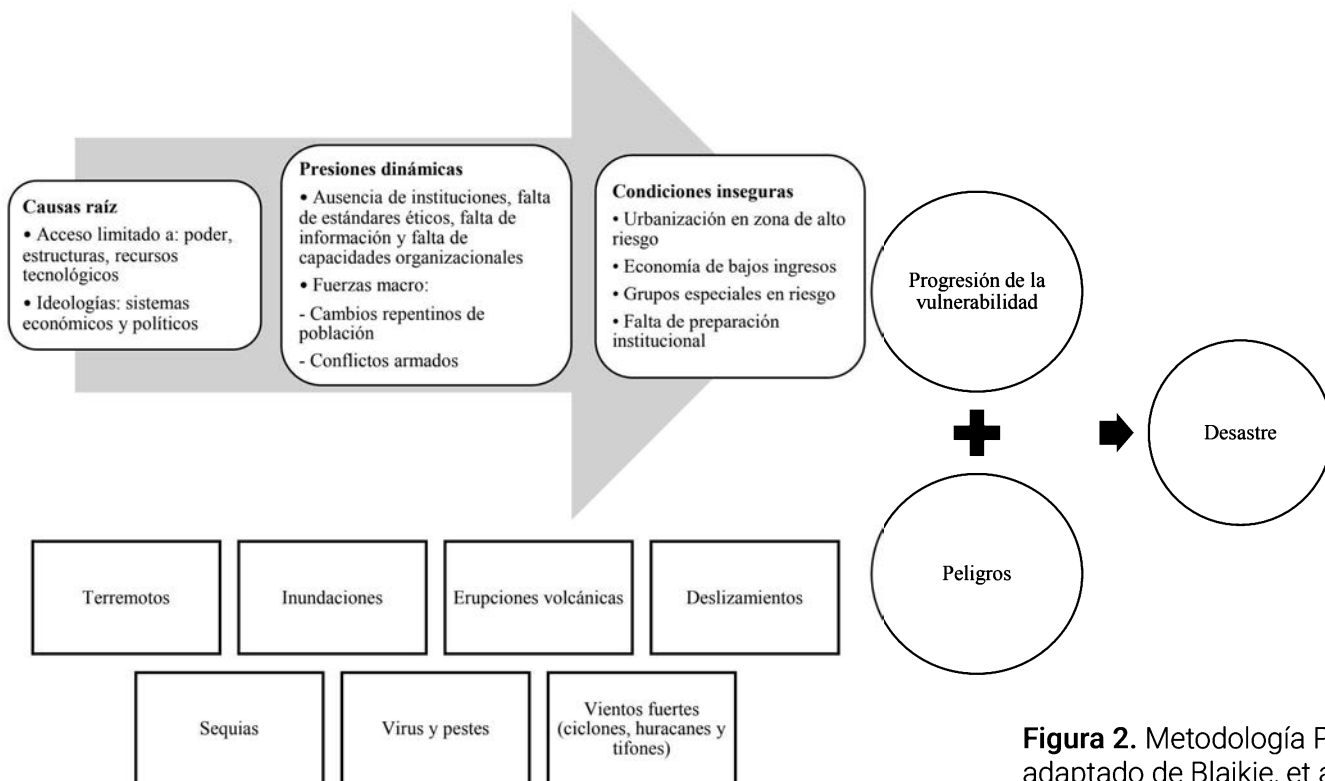 Causas raíz
• Acceso limitado a: poder,
estructuras, recursos
tecnológicos
• Ideologías: sistemas
económicos y políticos
Presiones dinámicas
• Ausencia de instituciones, falta
de estándares éticos, falta de
información y falta de
capacidades organizacionales
• Fuerzas macro:
- Cambios repentinos de
población
- Conflictos armados
Condiciones inseguras
• Urbanización en zona de alto
riesgo
• Economía de bajos ingresos
• Grupos especiales en riesgo
• Falta de preparación
institucional
Progresión de la
vulnerabilidad
Desastre
Peligros
Terremotos
Inundaciones
Erupciones volcánicas
Deslizamientos
Sequias
Virus y pestes
Vientos fuertes
(ciclones, huracanes y
tifones)
Figura 2. Metodología
adaptado de Blaikie, et